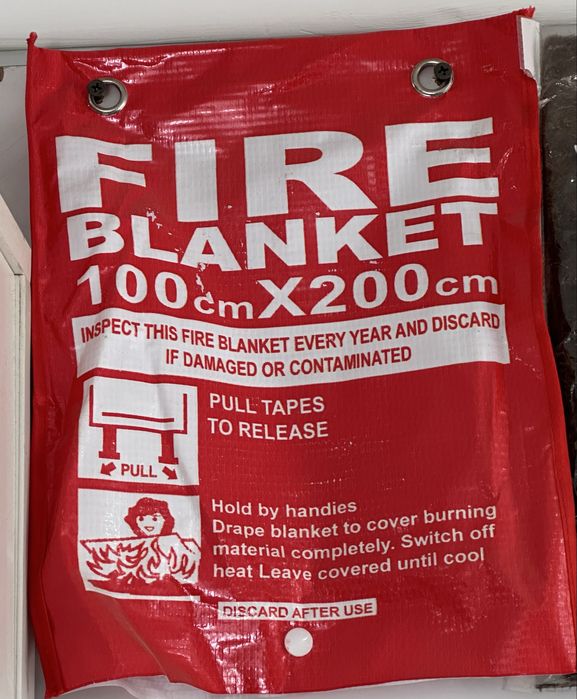 FIRE
BLANKET
100cmX200cm
INSPECT THIS FIRE BLANKET EVERY YEAR AND DISCARD
IF DAMAGED OR CONTAMINATED
PULL TAPES
TO RELEASE
PULL
Hold by handies
Drape blanket to cover burning
material completely. Switch off
heat Leave covered until cool
DISCARD AFTER USE